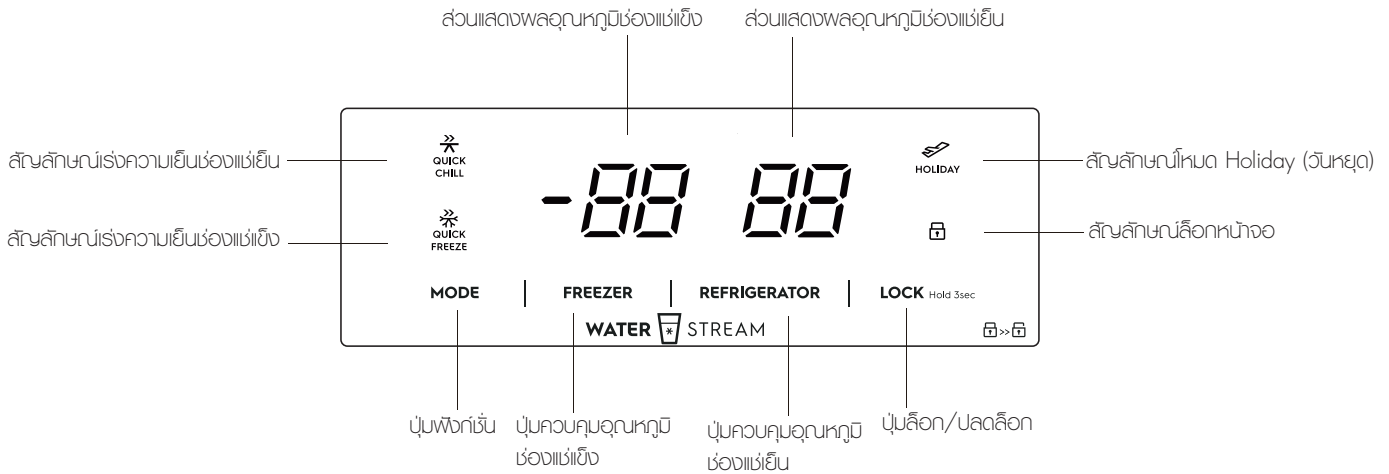 ส่วนแสดงผลอุณหภูมิช่องแช่แข็ง
ส่วนแสดงผลอุณหภูมิช่องแช่เย็น
สัญลักษณ์เร่งความเย็นช่องแช่เย็น
QUICK
CHILL
-88
88
HOLIDAY
สัญลักษณ์โหมด Holiday (วันหยุด)
สัญลักษณ์เร่งความเย็นช่องแช่แข็ง
QUICK
FREEZE
สัญลักษณ์ล็อกหน้าจอ
MODE
FREEZER
REFRIGERATOR
LOCK Hold 3sec
WATER STREAM
ปุ่มฟังก์ชั่น
ปุ่มควบคุมอุณหภูมิ
ช่องแช่แข็ง
ปุ่มควบคุมอุณหภูมิ
ช่องแช่เย็น
ปุ่มล็อก/ปลดล็อก